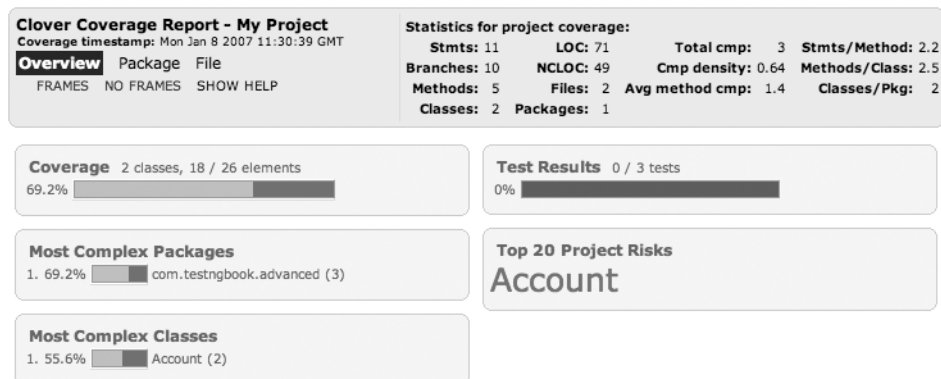 Clover Coverage Report - My Project
Coverage timestamp: Mon Jan 8 2007 11:30:39 GMT
Overview Package File
FRAMES NO FRAMES SHOW HELP
Statistics for project coverage:
Stmts: 11 LOC: 71 Total cmp: 3 Stmts/Method: 2.2
Branches: 10 NCLOC: 49 Cmp density: 0.64 Methods/Class: 2.5
Methods: 5 Files: 2 Avg method cmp: 1.4 Classes/Pkg: 2
Classes: 2 Packages: 1
Coverage 2 classes, 18 / 26 elements
69.2%
Test Results 0 / 3 tests
0%
Most Complex Packages
1. 69.2% com.testngbook.advanced (3)
Top 20 Project Risks
Account
Most Complex Classes
1. 55.6% Account (2)